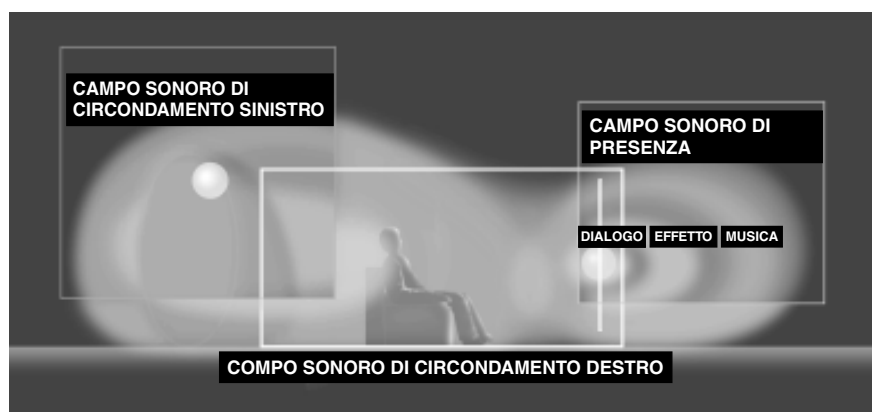 CAMPO SONORO DI
CIRCONDAMENTO SINISTRO
CAMPO SONORO DI
PRESENZA
DIALOGO EFFETTO MUSICA
COMPO SONORO DI CIRCONDAMENTO DESTRO